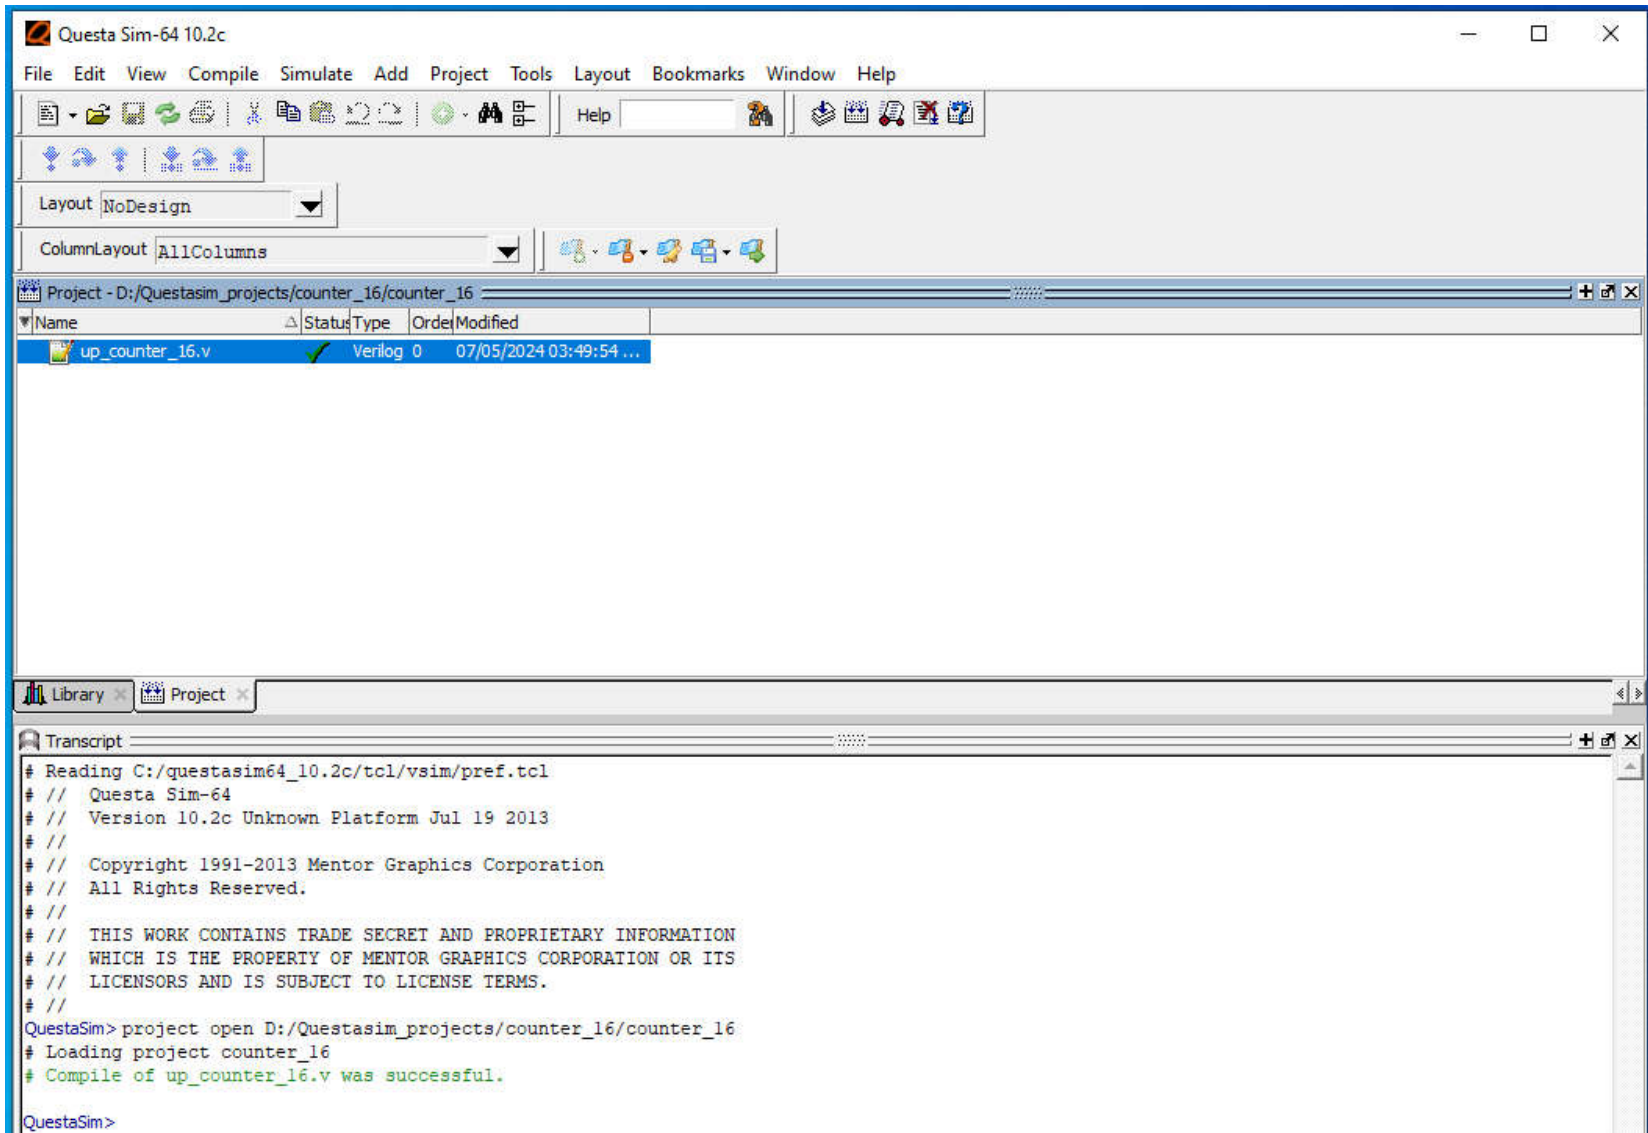 Questa Sim-64 10.2c
File Edit View Compile Simulate Add Project Tools Layout Bookmarks Window Help
Help
Layout NoDesign
ColumnLayout AllColumns
Project - D:/Questasim_projects/counter_16/counter_16
Name Status Type Order Modified
up_counter_16.v Verilog 0 07/05/2024 03:49:54 ...
Library Project
Transcript
# Reading C:/questasim64_10.2c/tcl/vsim/pref.tcl
# // Questa Sim-64
# // Version 10.2c Unknown Platform Jul 19 2013
# //
# // Copyright 1991-2013 Mentor Graphics Corporation
# // All Rights Reserved.
# //
# // THIS WORK CONTAINS TRADE SECRET AND PROPRIETARY INFORMATION
# // WHICH IS THE PROPERTY OF MENTOR GRAPHICS CORPORATION OR ITS
# // LICENSORS AND IS SUBJECT TO LICENSE TERMS.
# //
QuestaSim> project open D:/Questasim_projects/counter_16/counter_16
# Loading project counter_16
# Compile of up_counter_16.v was successful.
QuestaSim>